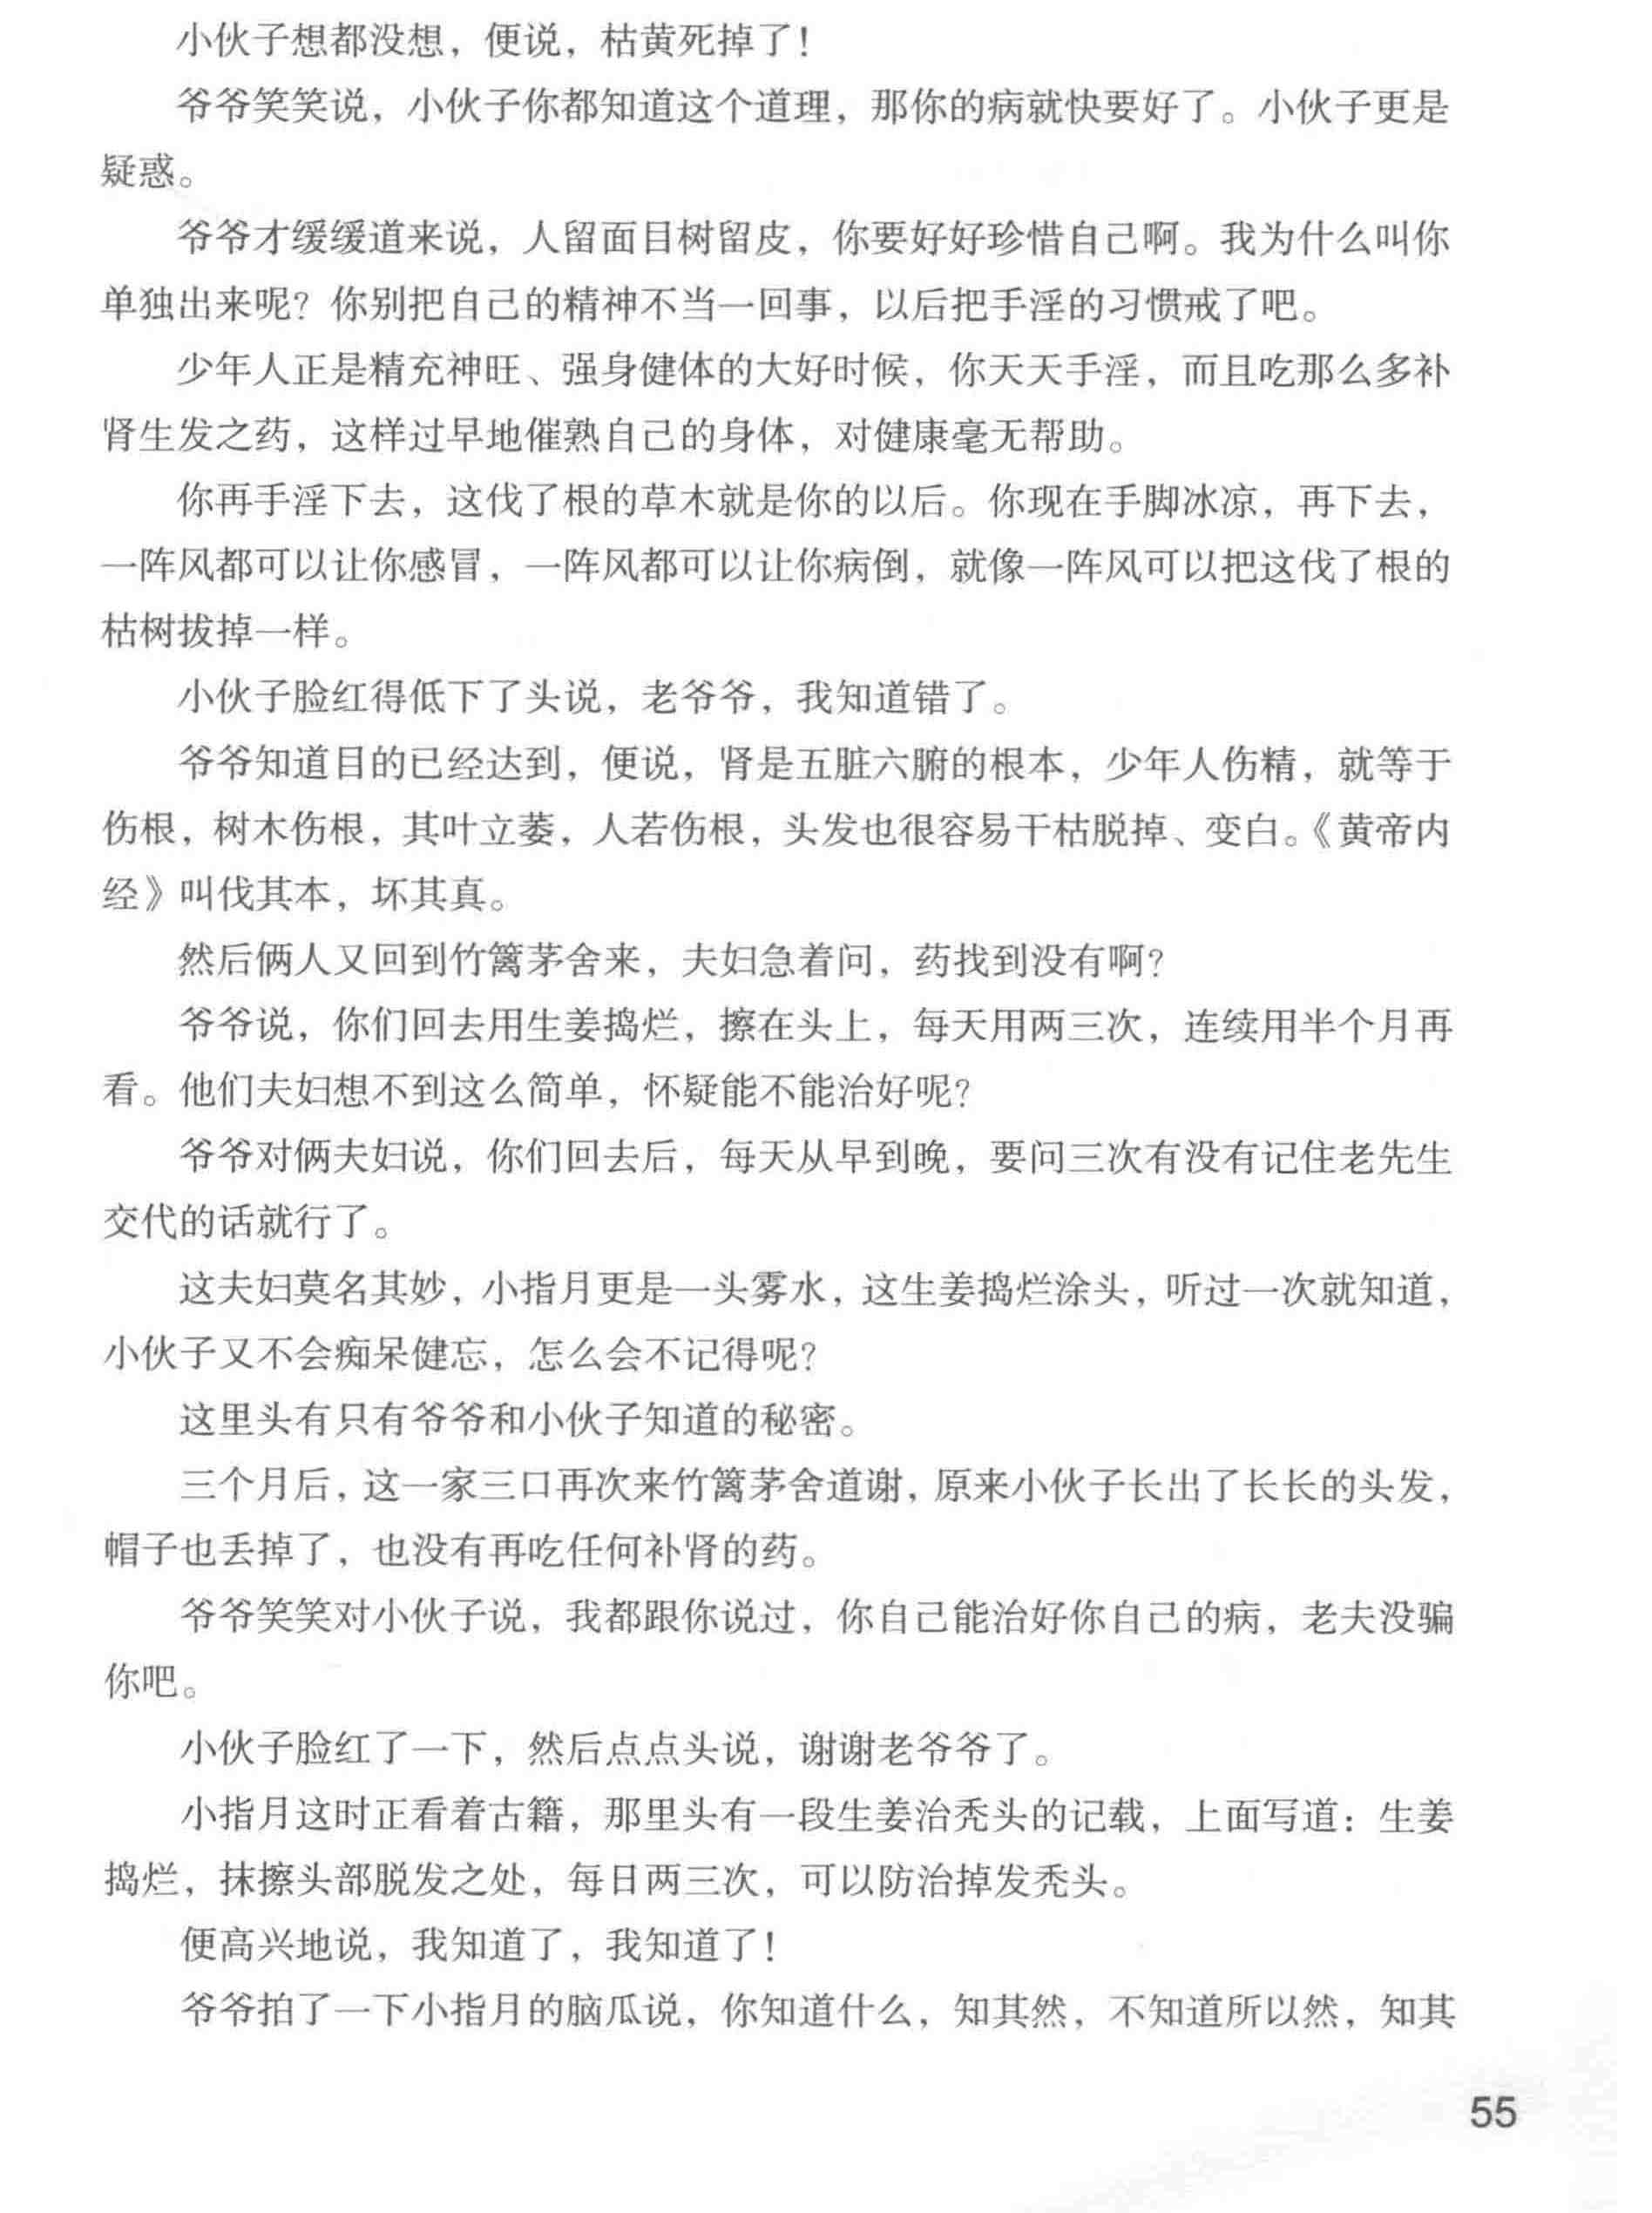 小伙子想都没想，便说，枯黄死掉了！
爷爷笑笑说，小伙子你都知道这个道理，那你的病就快要好了。小伙子更是
疑惑。
爷爷才缓缓道来说，人留面目树留皮，你要好好珍惜自己啊。我为什么叫你
单独出来呢？你别把自己的精神不当一回事，以后把手淫的习惯戒了吧。
少年人正是精充神旺、强身健体的大好时候，你天天手淫，而且吃那么多补
肾生发之药，这样过早地催熟自己的身体，对健康毫无帮助。
你再手淫下去，这伐了根的草木就是你的以后。你现在手脚冰凉，再下去，
一阵风都可以让你感冒，一阵风都可以让你病倒，就像一阵风可以把这伐了根的
枯树拔掉一样。
小伙子脸红得低下了头说，老爷爷，我知道错了。
爷爷知道目的已经达到，便说，肾是五脏六腑的根本，少年人伤精，就等于
伤根，树木伤根，其叶立萎，人若伤根，头发也很容易干枯脱掉、变白。《黄帝内
经》叫伐其本，坏其真。
然后俩人又回到竹篱茅舍来，夫妇急着问，药找到没有啊？
爷爷说，你们回去用生姜捣烂，擦在头上，每天用两三次，连续用半个月再
看。他们夫妇想不到这么简单，怀疑能不能治好呢？
爷爷对俩夫妇说，你们回去后，每天从早到晚，要问三次有没有记住老先生
交代的话就行了。
这夫妇莫名其妙，小指月更是一头雾水，这生姜捣烂涂头，听过一次就知道，
小伙子又不会痴呆健忘，怎么会不记得呢？
这里头有只有爷爷和小伙子知道的秘密。
三个月后，这一家三口再次来竹篱茅舍道谢，原来小伙子长出了长长的头发，
帽子也丢掉了，也没有再吃任何补肾的药。
爷爷笑笑对小伙子说，我都跟你说过，你自己能治好你自己的病，老夫没骗
你吧。
小伙子脸红了一下，然后点点头说，谢谢老爷爷了。
小指月这时正看着古籍，那里头有一段生姜治秃头的记载，上面写道：生姜
捣烂，抹擦头部脱发之处，每日两三次，可以防治掉发秃头。
便高兴地说，我知道了，我知道了！
爷爷拍了一下小指月的脑瓜说，你知道什么，知其然，不知道所以然，知其
55